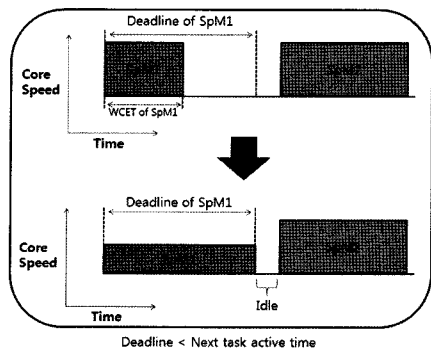 Deadline of SpM1
Core
Speed
WCET of SpM1
Time
Deadline of SpM1
Core
Speed
Idle
Time
Deadline < Next task active time